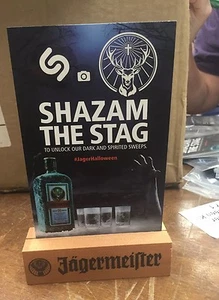 SHAZAM
THE STAG
TO UNLOCK OUR DARK AND SPIRITED SWEEPS.
#JagerHalloween
Jägermeister